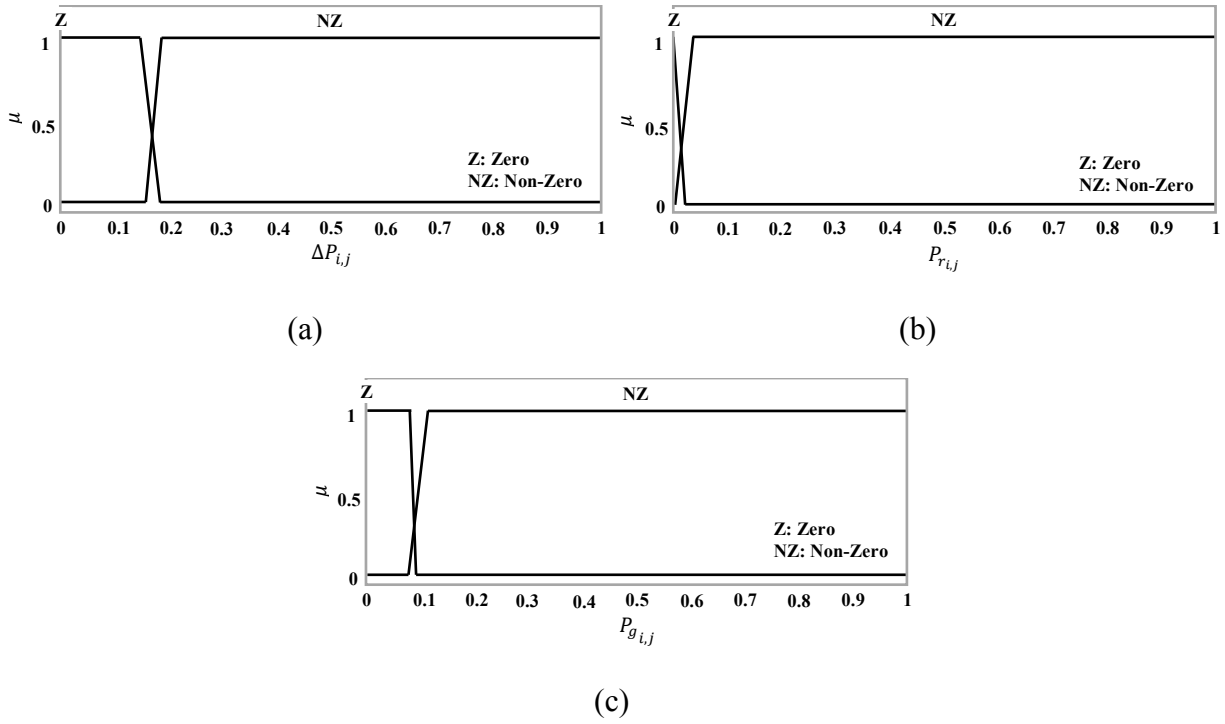 Z NZ
1
μ
0.5
Z: Zero
NZ: Non-Zero
0
0 0.1 0.2 0.3 0.4 0.5 0.6 0.7 0.8 0.9 1
ΔP_{i,j}
(a)
Z NZ
1
μ
0.5
Z: Zero
NZ: Non-Zero
0
0 0.1 0.2 0.3 0.4 0.5 0.6 0.7 0.8 0.9 1
P_{r_{i,j}}
(b)
Z NZ
1
μ
0.5
Z: Zero
NZ: Non-Zero
0
0 0.1 0.2 0.3 0.4 0.5 0.6 0.7 0.8 0.9 1
P_{g_{i,j}}
(c)